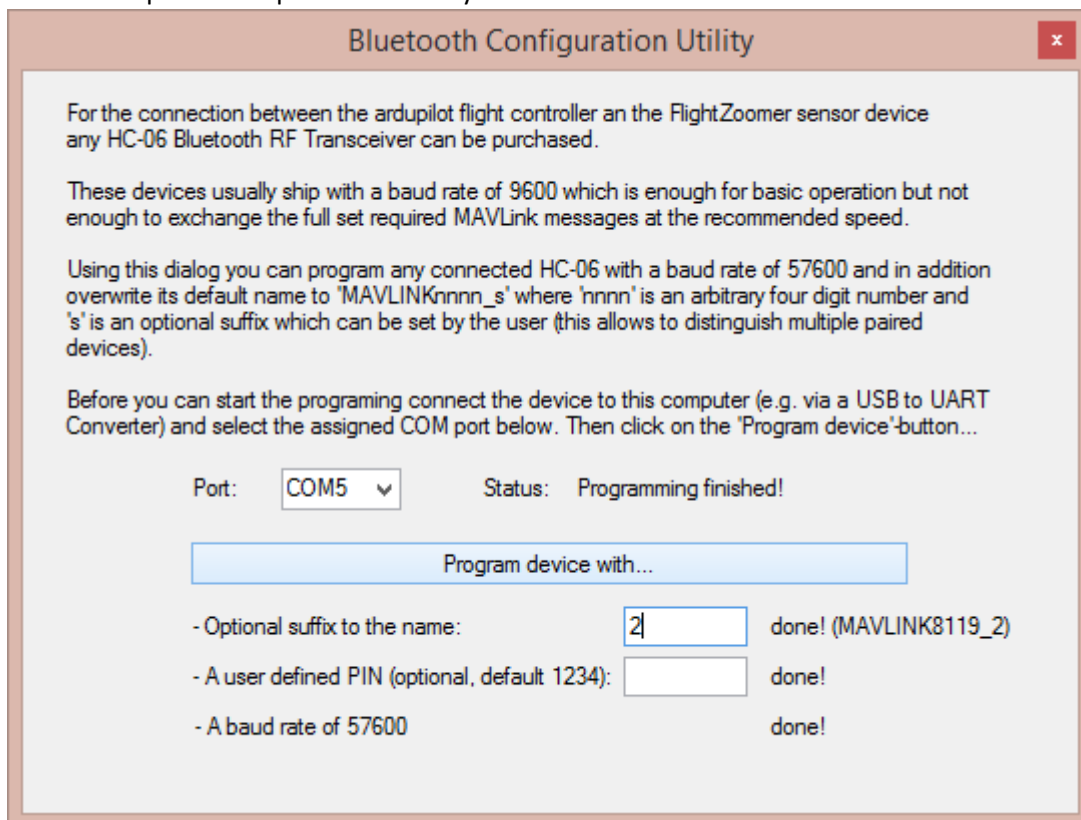 Bluetooth Configuration Utility
x
For the connection between the ardupilot flight controller an the FlightZoomer sensor device
any HC-06 Bluetooth RF Transceiver can be purchased.
These devices usually ship with a baud rate of 9600 which is enough for basic operation but not
enough to exchange the full set required MAVLink messages at the recommended speed.
Using this dialog you can program any connected HC-06 with a baud rate of 57600 and in addition
overwrite its default name to 'MAVLINKnnnn_s' where 'nnnn' is an arbitrary four digit number and
's' is an optional suffix which can be set by the user (this allows to distinguish multiple paired
devices).
Before you can start the programing connect the device to this computer (e.g. via a USB to UART
Converter) and select the assigned COM port below. Then click on the 'Program device'-button...
Port: COM5 Status: Programming finished!
Program device with...
- Optional suffix to the name: 2 done! (MAVLINK8119_2)
- A user defined PIN (optional, default 1234): done!
- A baud rate of 57600 done!